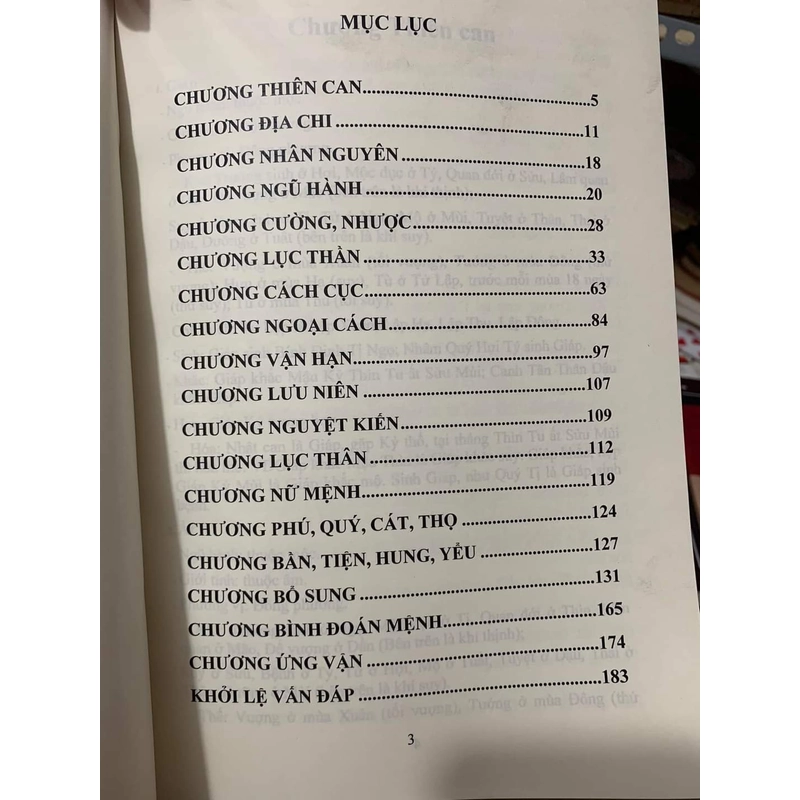 MỤC LỤC
CHƯƠNG THIÊN CAN..........5
CHƯƠNG ĐỊA CHI..........11
CHƯƠNG NHÂN NGUYÊN..........18
CHƯƠNG NGŨ HÀNH..........20
CHƯƠNG CƯỜNG, NHƯỢC..........28
CHƯƠNG LỤC THẦN..........33
CHƯƠNG CÁCH CỤC..........63
CHƯƠNG NGOẠI CÁCH..........84
CHƯƠNG VẬN HẠN..........97
CHƯƠNG LƯU NIÊN..........107
CHƯƠNG NGUYỆT KIẾN..........109
CHƯƠNG LỤC THÂN..........112
CHƯƠNG NỮ MỆNH..........119
CHƯƠNG PHÚ, QUÝ, CÁT, THỌ..........124
CHƯƠNG BẦN, TIỆN, HUNG, YỂU..........127
CHƯƠNG BỔ SUNG..........131
CHƯƠNG BÌNH ĐOÁN MỆNH..........165
CHƯƠNG ỨNG VẬN..........174
KHỞI LỆ VẤN ĐÁP..........183
3